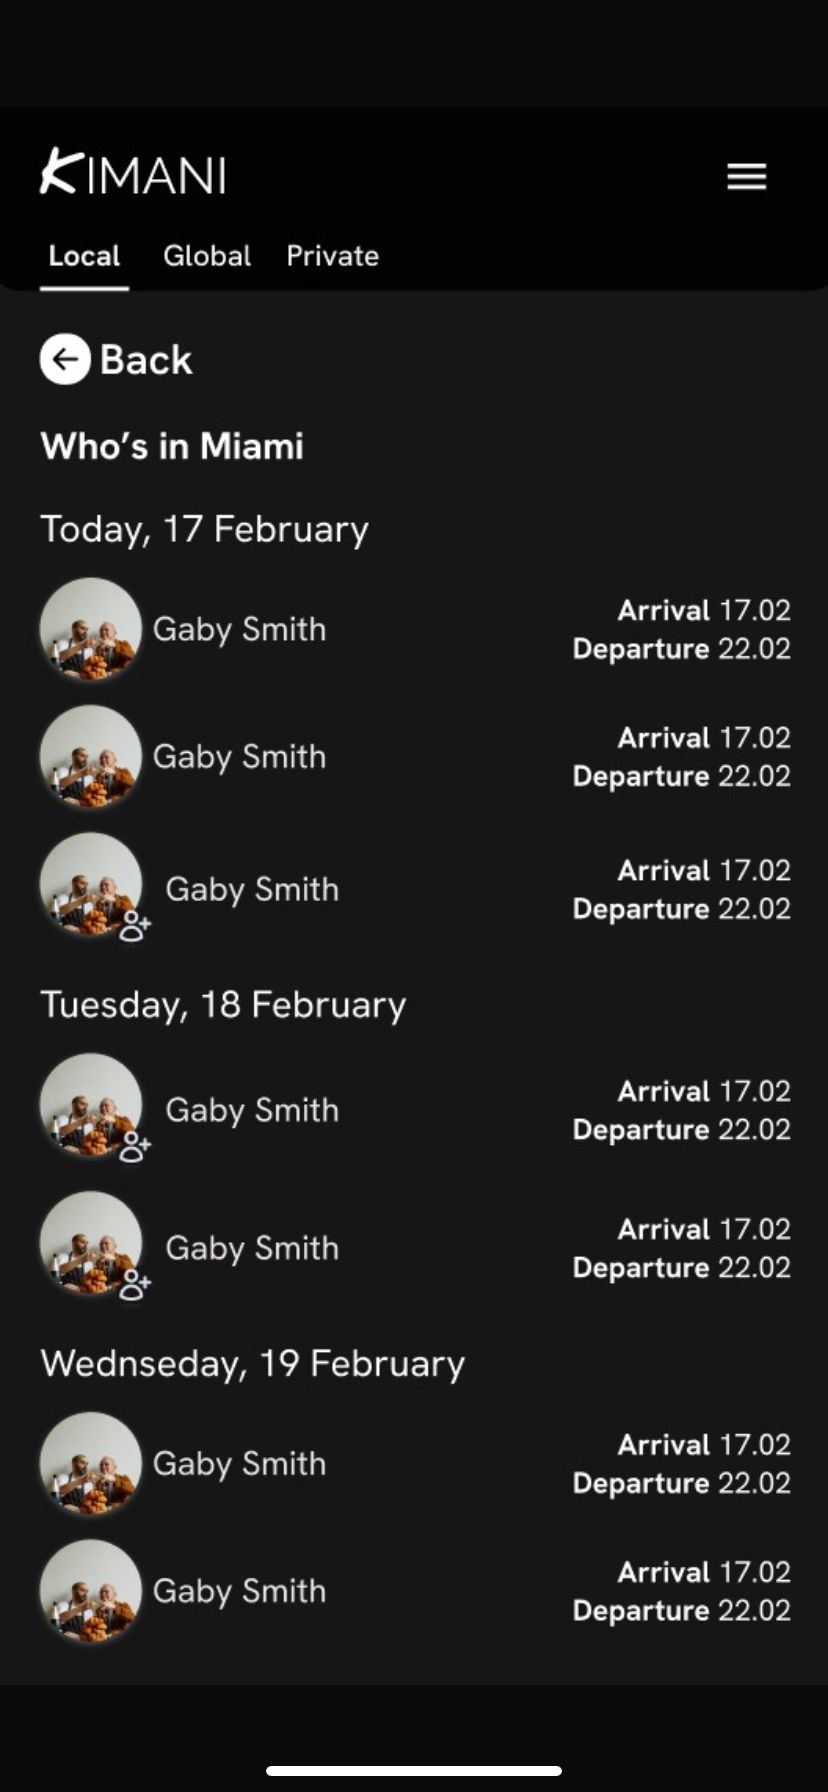 KIMANI
Local Global Private
Back
Who's in Miami
Today, 17 February
Gaby Smith
Arrival 17.02
Departure 22.02
Gaby Smith
Arrival 17.02
Departure 22.02
Gaby Smith
Arrival 17.02
Departure 22.02
Tuesday, 18 February
Gaby Smith
Arrival 17.02
Departure 22.02
Gaby Smith
Arrival 17.02
Departure 22.02
Wednseday, 19 February
Gaby Smith
Arrival 17.02
Departure 22.02
Gaby Smith
Arrival 17.02
Departure 22.02